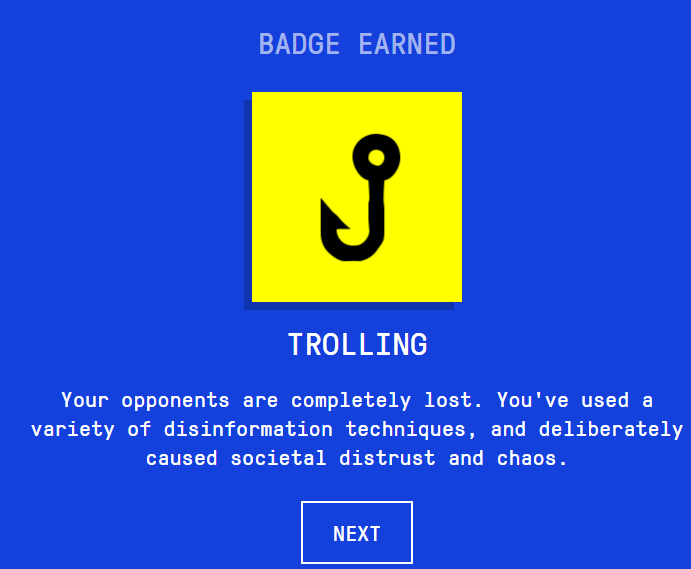 BADGE EARNED
TROLLING
Your opponents are completely lost. You've used a
variety of disinformation techniques, and deliberately
caused societal distrust and chaos.
NEXT